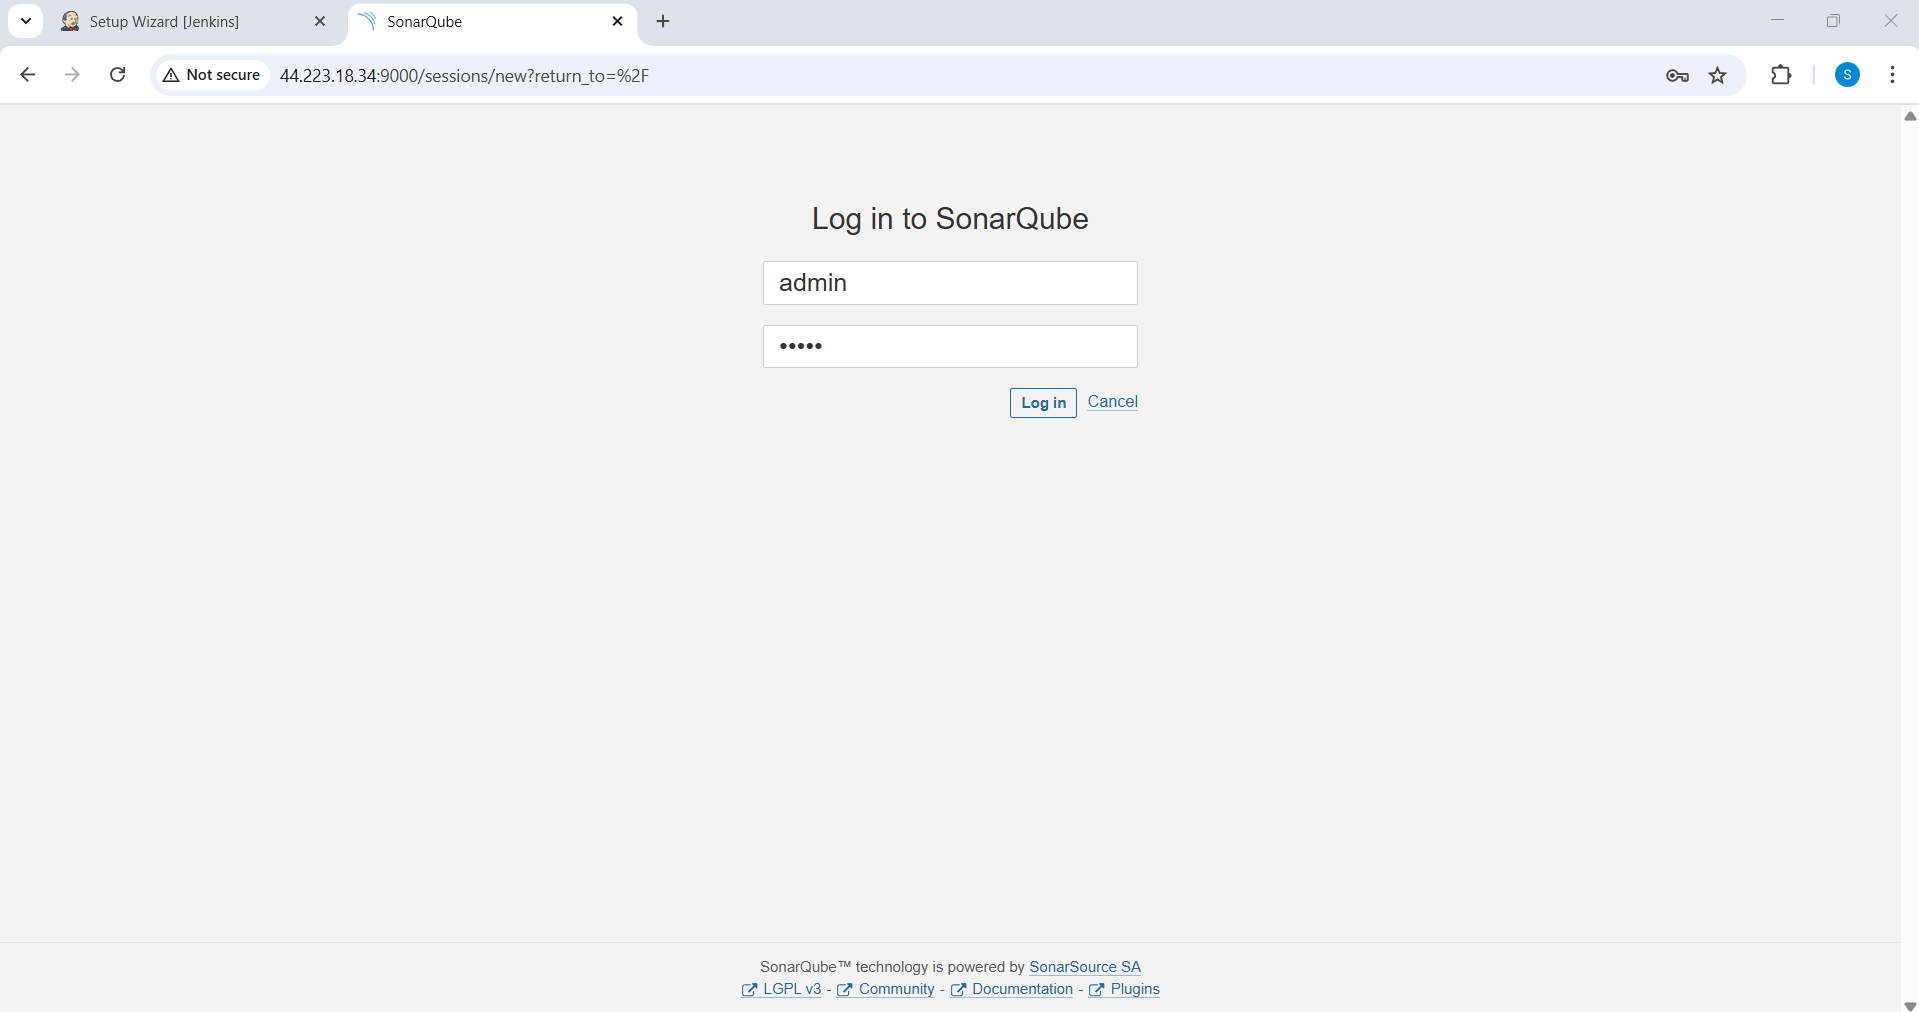 Setup Wizard [Jenkins]
SonarQube
Not secure
44.223.18.34:9000/sessions/new?return_to=%2F
S
Log in to SonarQube
admin
•••••
Log in
Cancel
SonarQube™ technology is powered by SonarSource SA
LGPL v3 - Community - Documentation - Plugins